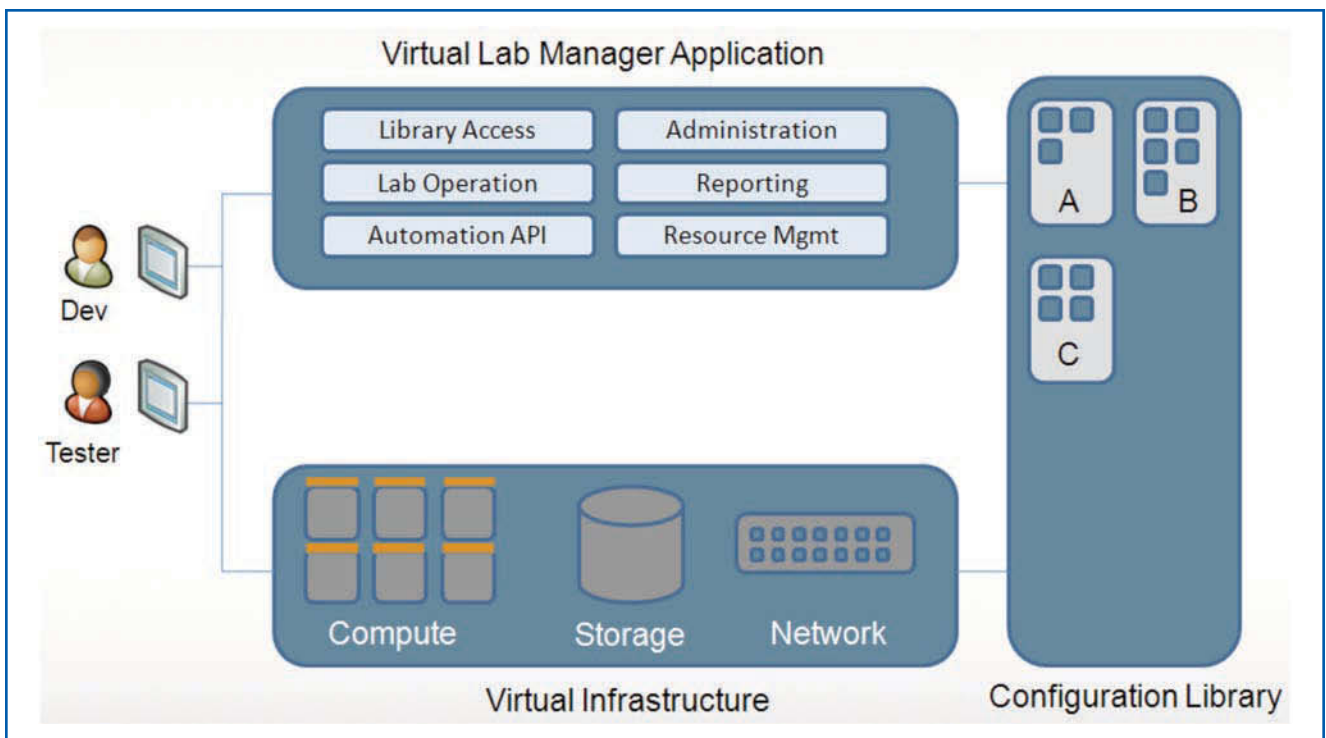 Virtual Lab Manager Application
Library Access
Administration
Lab Operation
Reporting
Automation API
Resource Mgmt
A
B
C
Dev
Tester
Compute
Storage
Network
Virtual Infrastructure
Configuration Library